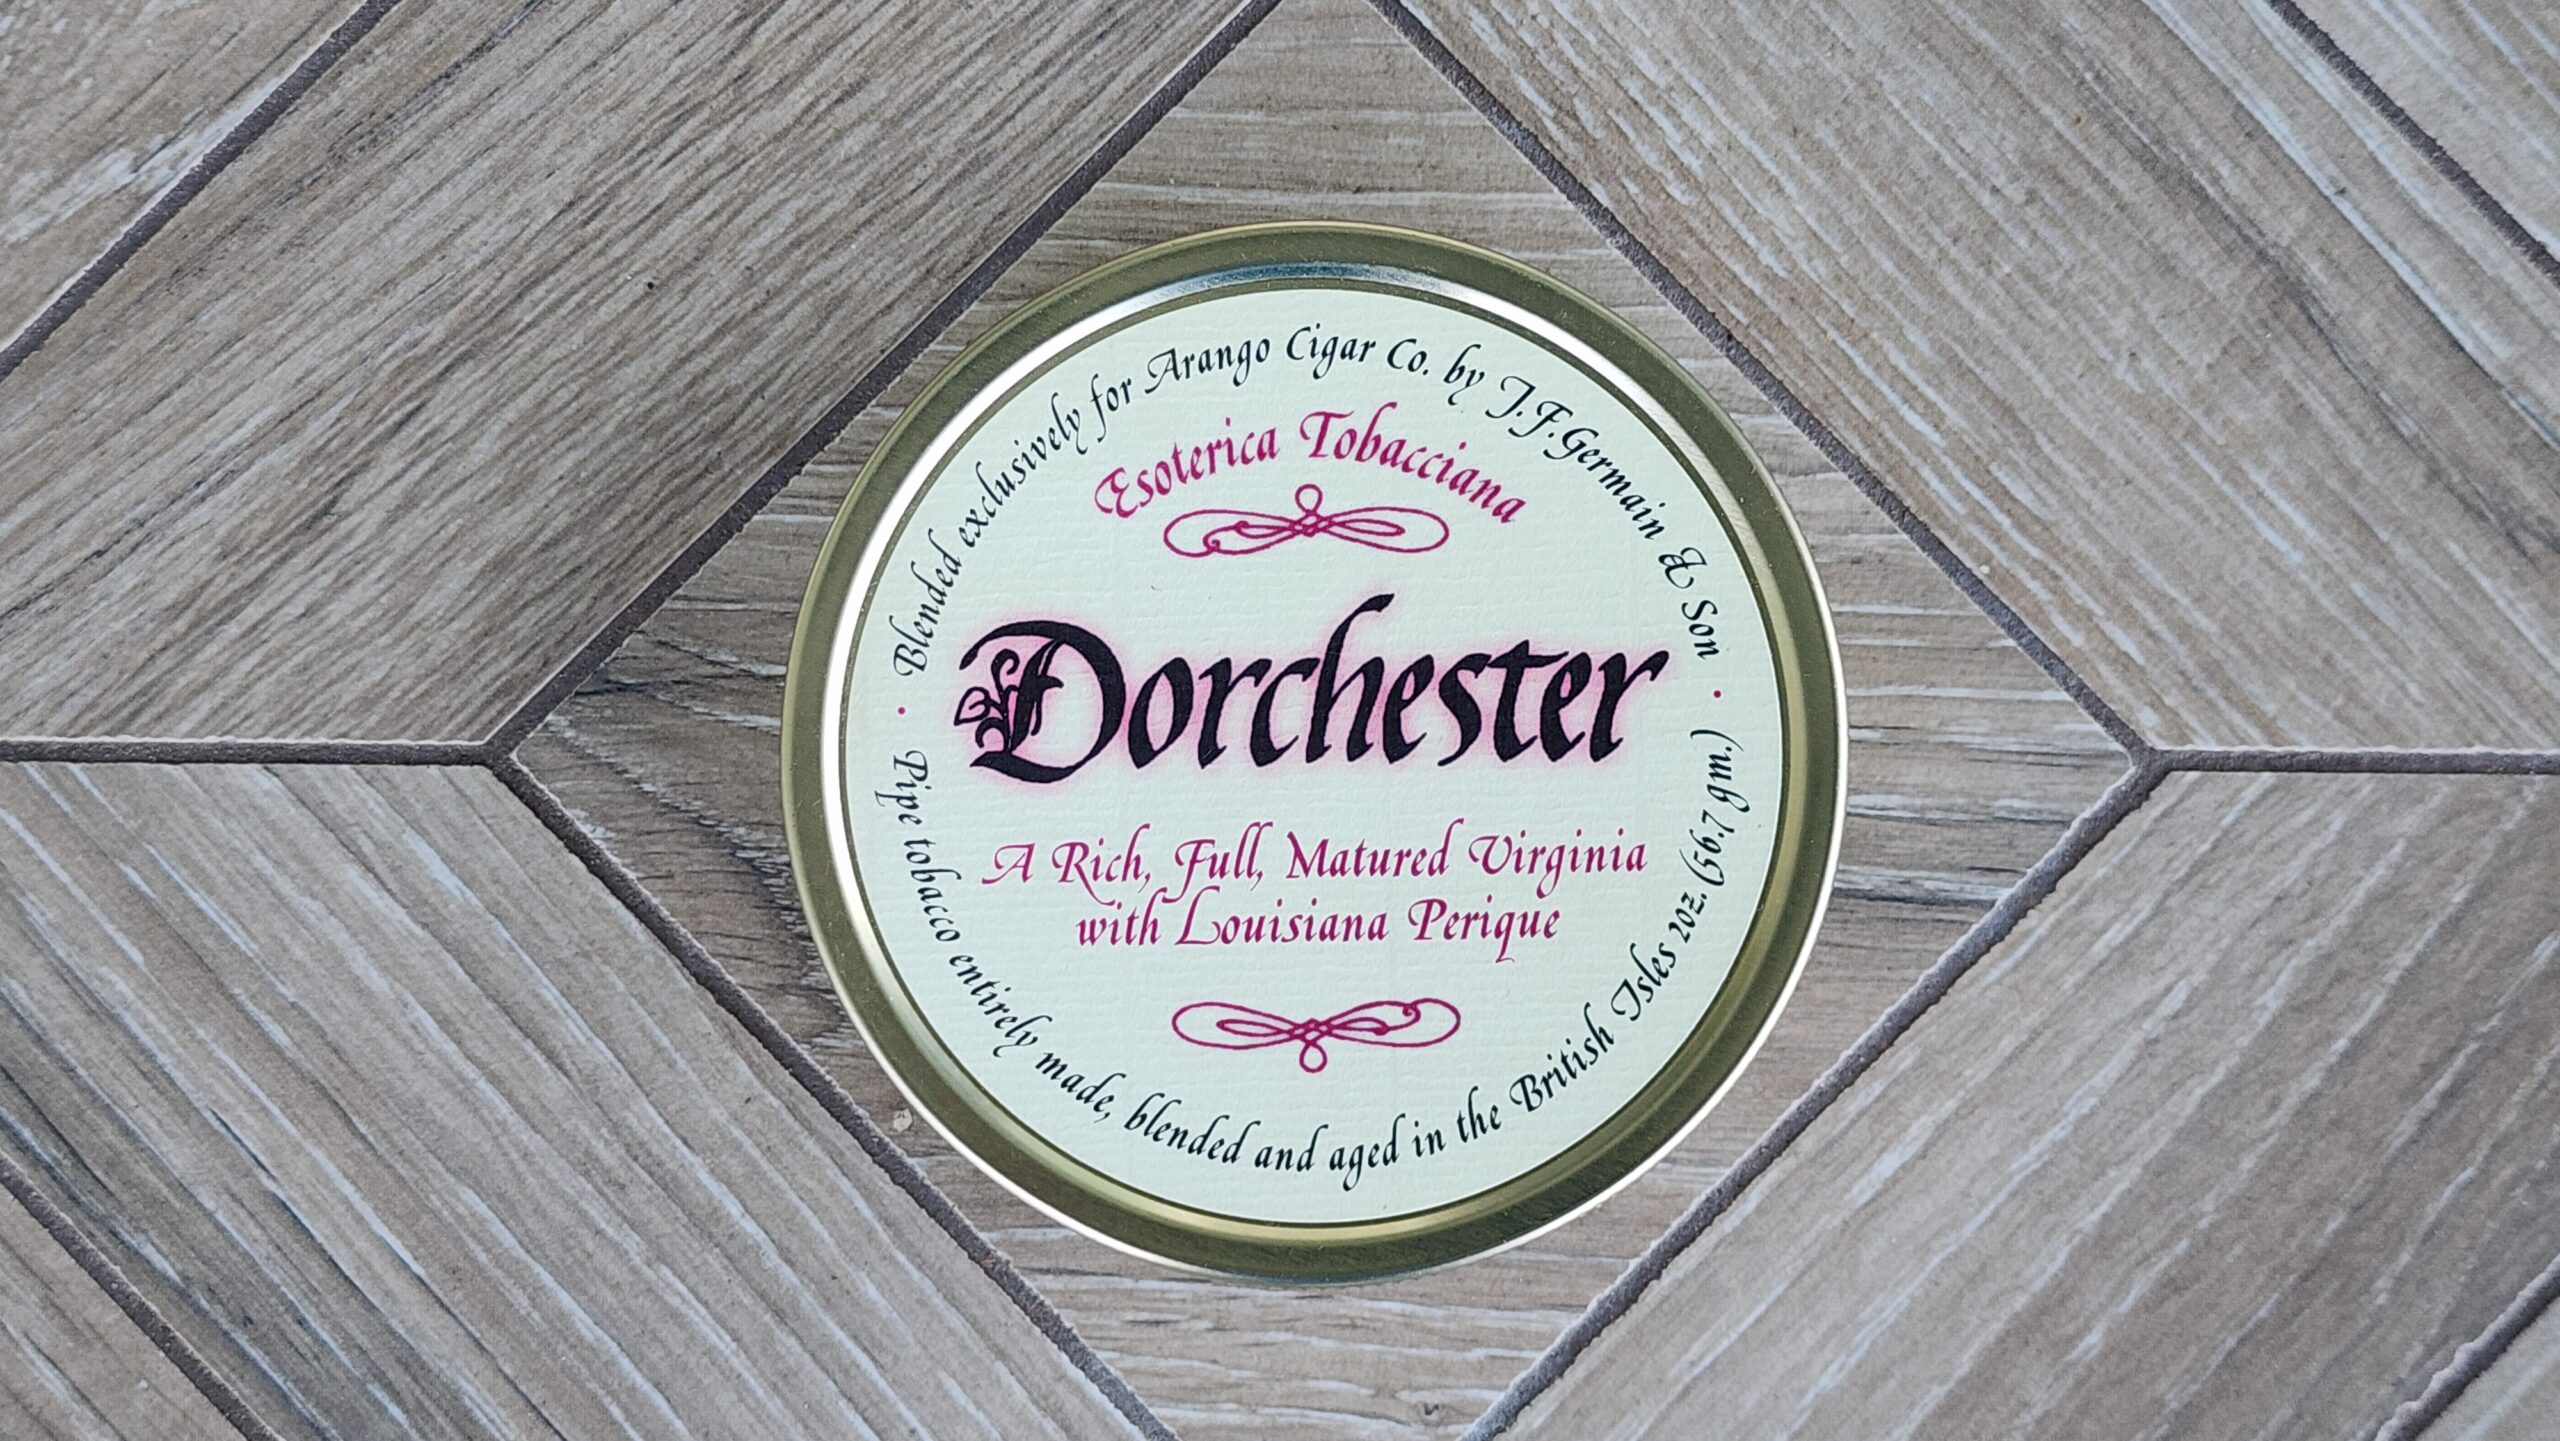 Blended exclusively for Arango Cigar Co. by J.F.Germain & Son
Esoterica Tobacciana
Dorchester
A Rich, Full, Matured Virginia
with Louisiana Perique
Pipe tobacco entirely made, blended and aged in the British Isles 2oz. (56.7 gm.)